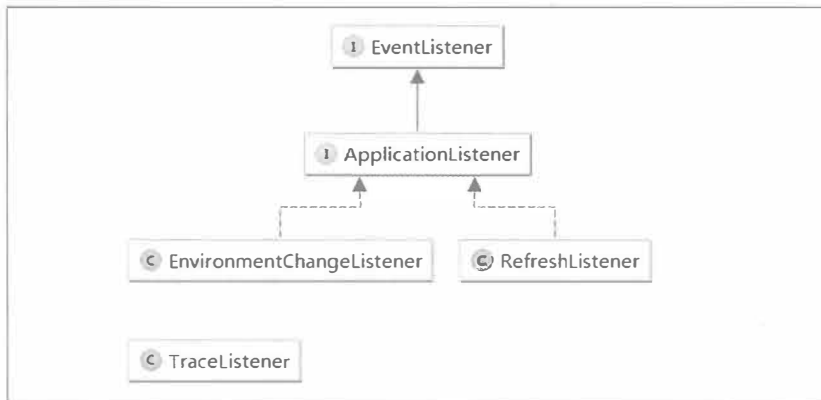 I EventListener
I ApplicationListener
C EnvironmentChangeListener
C RefreshListener
C TraceListener